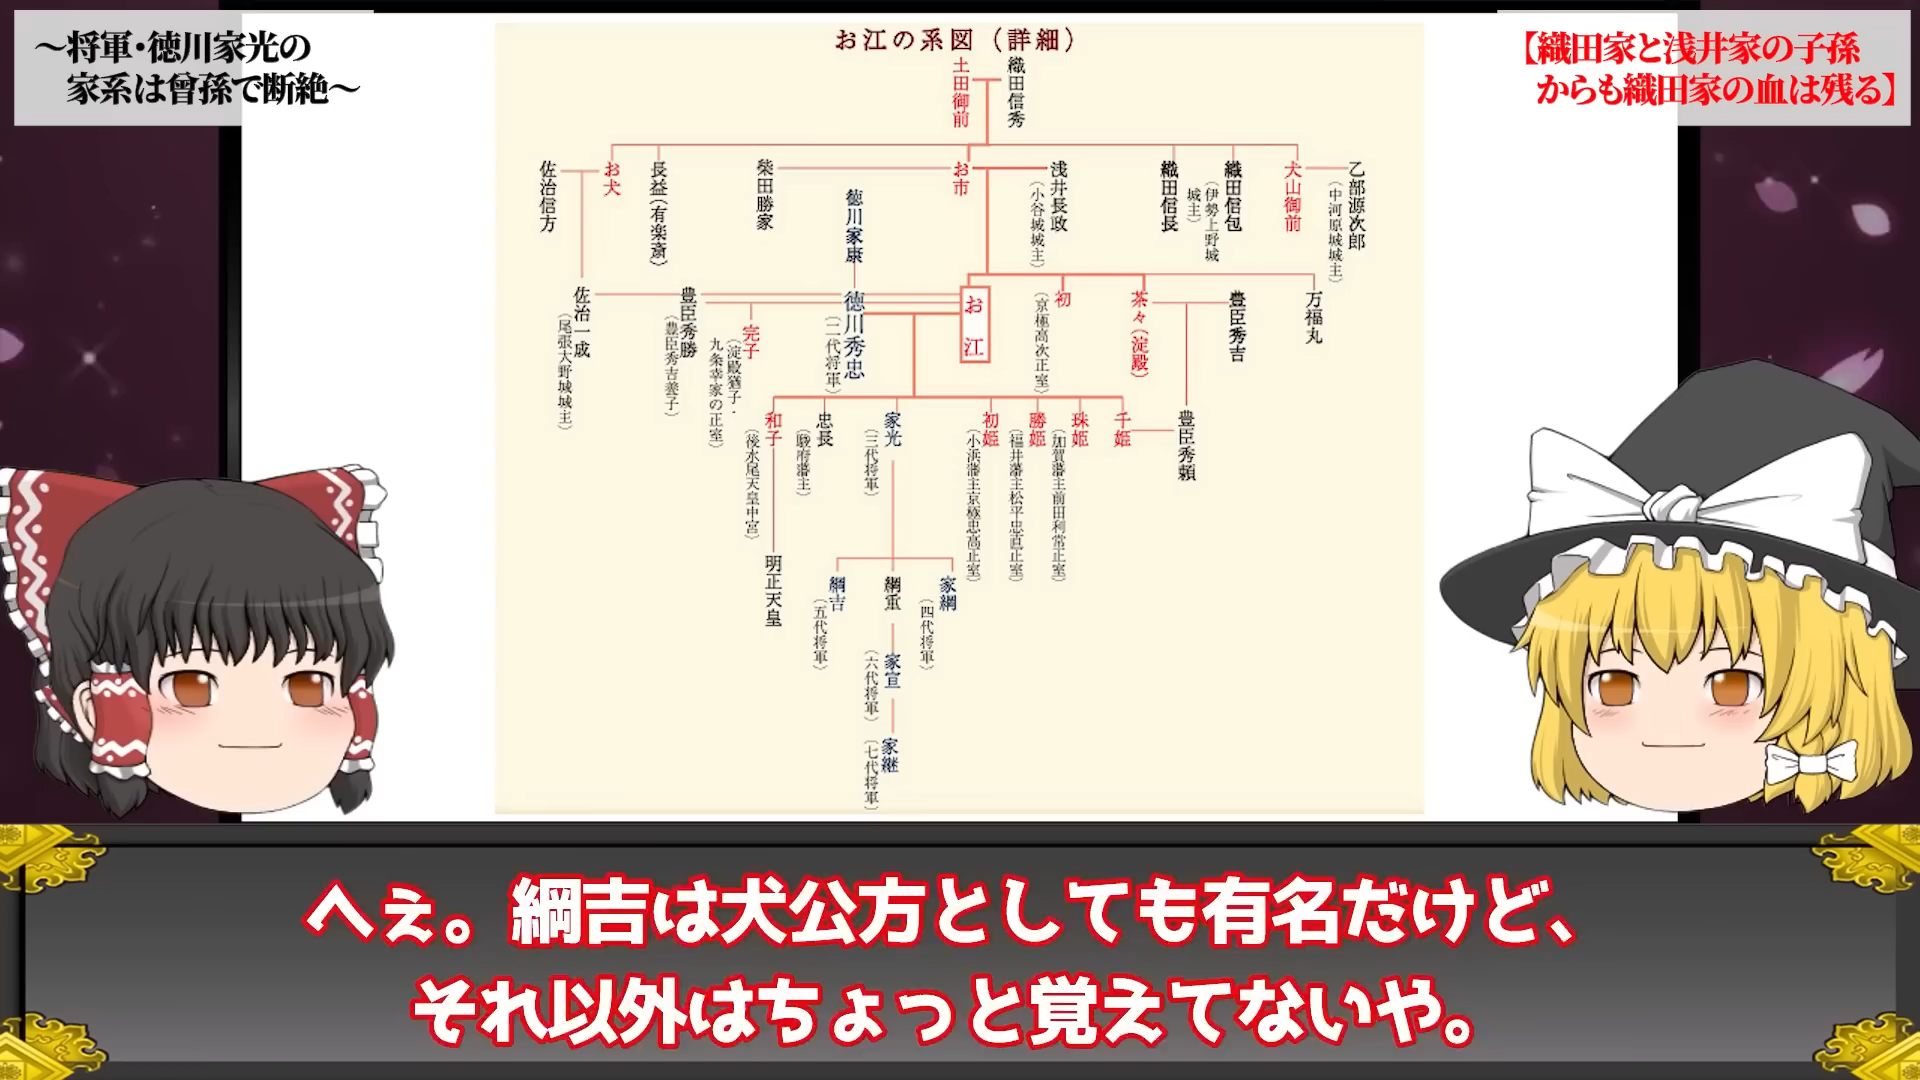 ～将軍・徳川家光の
家系は曾孫で断絶～
【織田家と浅井家の子孫
からも織田家の血は残る】
お江の系図（詳細）
織田信秀
土田御前
乙部源次郎
（中河原城城主）
犬山御前
織田信包
（伊勢上野城
城主）
織田信長
浅井長政
（小谷城城主）
お市
柴田勝家
長益（有楽斎）
お犬
佐治信方
徳川家康
万福丸
豊臣秀吉
茶々（淀殿）
初
（京極高次正室）
お江
徳川秀忠
（二代将軍）
豊臣秀勝
（豊臣秀吉養子）
完子
（淀殿猶子・
九条幸家の正室）
佐治一成
（尾張大野城城主）
豊臣秀頼
千姫
珠姫
（加賀藩主前田利常正室）
勝姫
（福井藩主松平忠直正室）
初姫
（小浜藩主京極忠高正室）
家光
（三代将軍）
忠長
（駿府藩主）
和子
（後水尾天皇中宮）
明正天皇
家綱
（四代将軍）
綱重
綱吉
（五代将軍）
家宣
（六代将軍）
家継
（七代将軍）
へぇ。綱吉は犬公方としても有名だけど、
それ以外はちょっと覚えてないや。